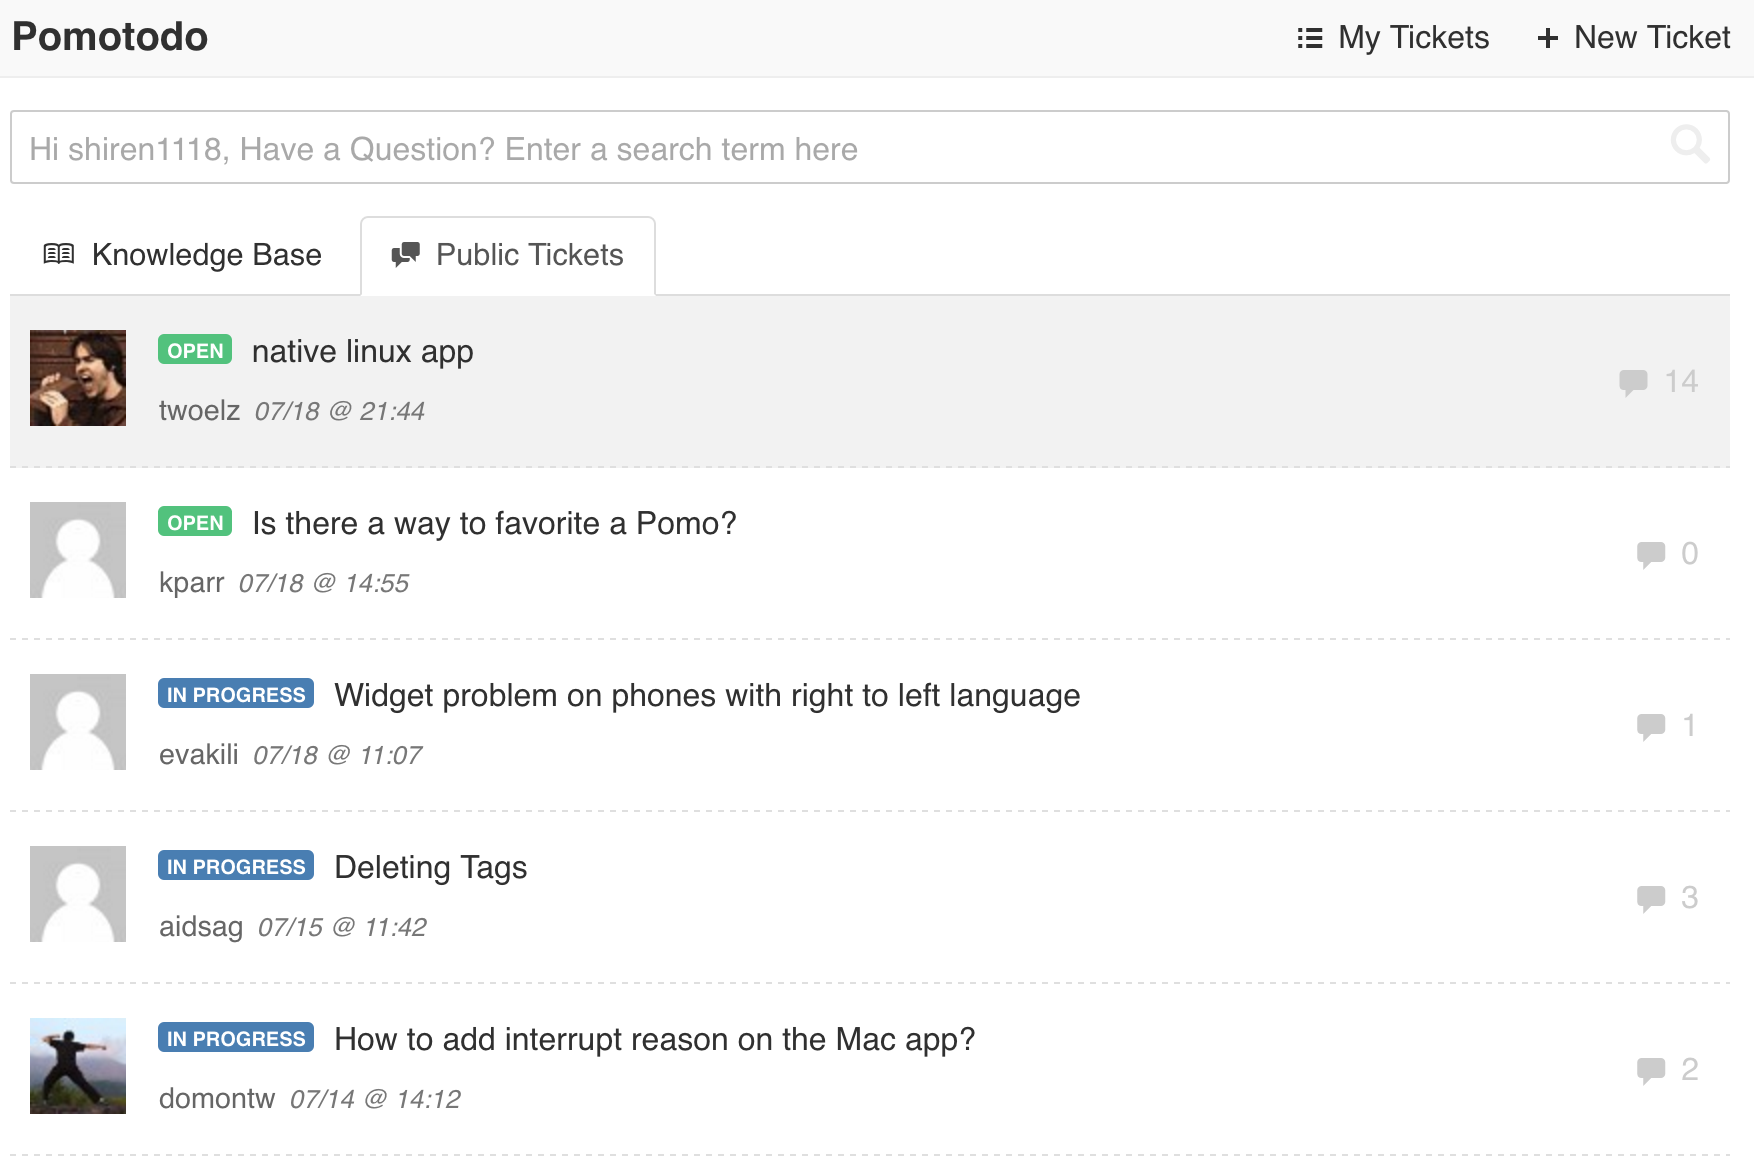 Pomotodo
My Tickets
New Ticket
Hi shiren1118, Have a Question? Enter a search term here
Knowledge Base
Public Tickets
OPEN native linux app
twoelz 07/18 @ 21:44
14
OPEN Is there a way to favorite a Pomo?
kparr 07/18 @ 14:55
0
IN PROGRESS Widget problem on phones with right to left language
evakili 07/18 @ 11:07
1
IN PROGRESS Deleting Tags
aidsag 07/15 @ 11:42
3
IN PROGRESS How to add interrupt reason on the Mac app?
domontw 07/14 @ 14:12
2